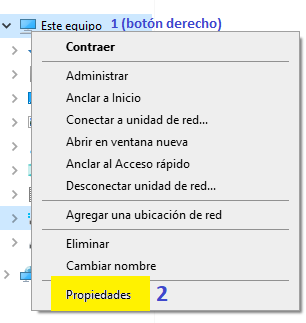 Este equipo 1 (botón derecho)
Contraer
Administrar
Anclar a Inicio
Conectar a unidad de red...
Abrir en ventana nueva
Anclar al Acceso rápido
Desconectar unidad de red...
Agregar una ubicación de red
Eliminar
Cambiar nombre
Propiedades 2